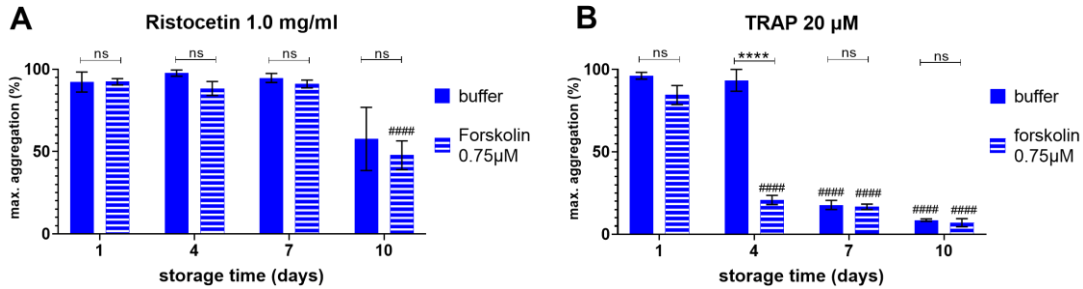 A
Ristocetin 1.0 mg/ml
ns
ns
ns
ns
max. aggregation (%)
100
50
0
####
1
4
7
10
storage time (days)
buffer
Forskolin
0.75µM
B
TRAP 20 µM
ns
****
ns
ns
max. aggregation (%)
100
50
0
####
####
####
####
####
1
4
7
10
storage time (days)
buffer
forskolin
0.75µM